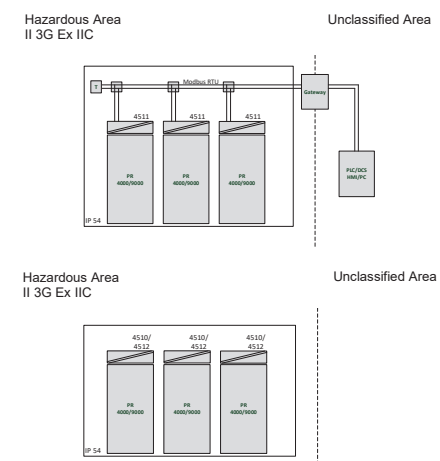 Hazardous Area
II 3G Ex IIC
Unclassified Area
Modbus RTU
T
T
T
T
Gateway
4511
4511
4511
PR
4000/9000
PR
4000/9000
PR
4000/9000
PLC/DCS
HMI/PC
IP 54
Hazardous Area
II 3G Ex IIC
Unclassified Area
4510/
4512
4510/
4512
4510/
4512
PR
4000/9000
PR
4000/9000
PR
4000/9000
IP 54